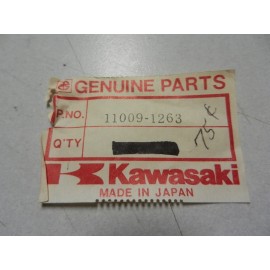 GENUINE PARTS
P.NO. 11009-1263
Q'TY
Kawasaki
MADE IN JAPAN